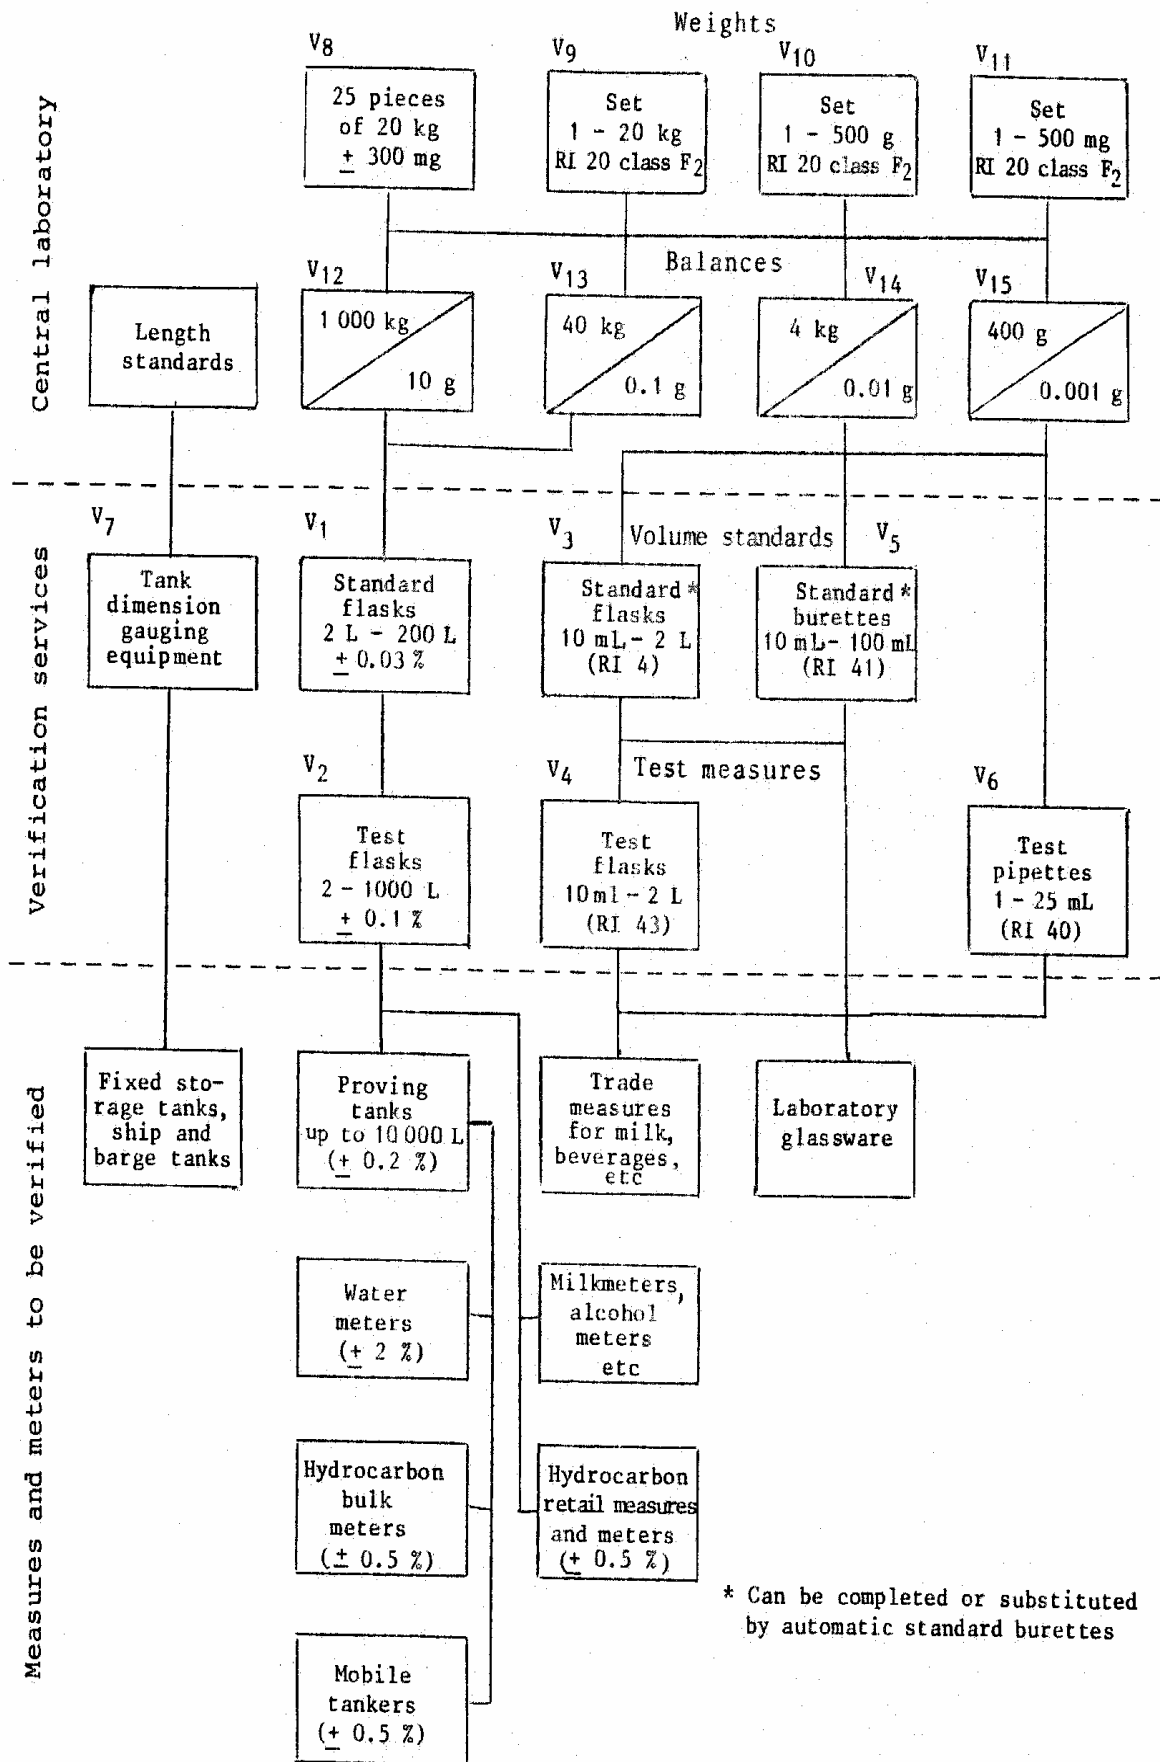 Weights
Central laboratory
V8
25 pieces
of 20 kg
± 300 mg
V9
Set
1 - 20 kg
RI 20 class F2
V10
Set
1 - 500 g
RI 20 class F2
V11
Set
1 - 500 mg
RI 20 class F2
Balances
Length
standards
V12
1 000 kg
10 g
V13
40 kg
0.1 g
V14
4 kg
0.01 g
V15
400 g
0.001 g
Verification services
Volume standards
V7
Tank
dimension
gauging
equipment
V1
Standard
flasks
2 L - 200 L
± 0.03 %
V3
Standard *
flasks
10 mL - 2 L
(RI 4)
V5
Standard *
burettes
10 mL - 100 mL
(RI 41)
Test measures
V2
Test
flasks
2 - 1000 L
± 0.1 %
V4
Test
flasks
10 ml - 2 L
(RI 43)
V6
Test
pipettes
1 - 25 mL
(RI 40)
Measures and meters to be verified
Fixed sto-
rage tanks,
ship and
barge tanks
Proving
tanks
up to 10 000 L
(± 0.2 %)
Trade
measures
for milk,
beverages,
etc
Laboratory
glassware
Water
meters
(± 2 %)
Milkmeters,
alcohol
meters
etc
Hydrocarbon
bulk
meters
(± 0.5 %)
Hydrocarbon
retail measures
and meters
(± 0.5 %)
Mobile
tankers
(± 0.5 %)
* Can be completed or substituted
by automatic standard burettes